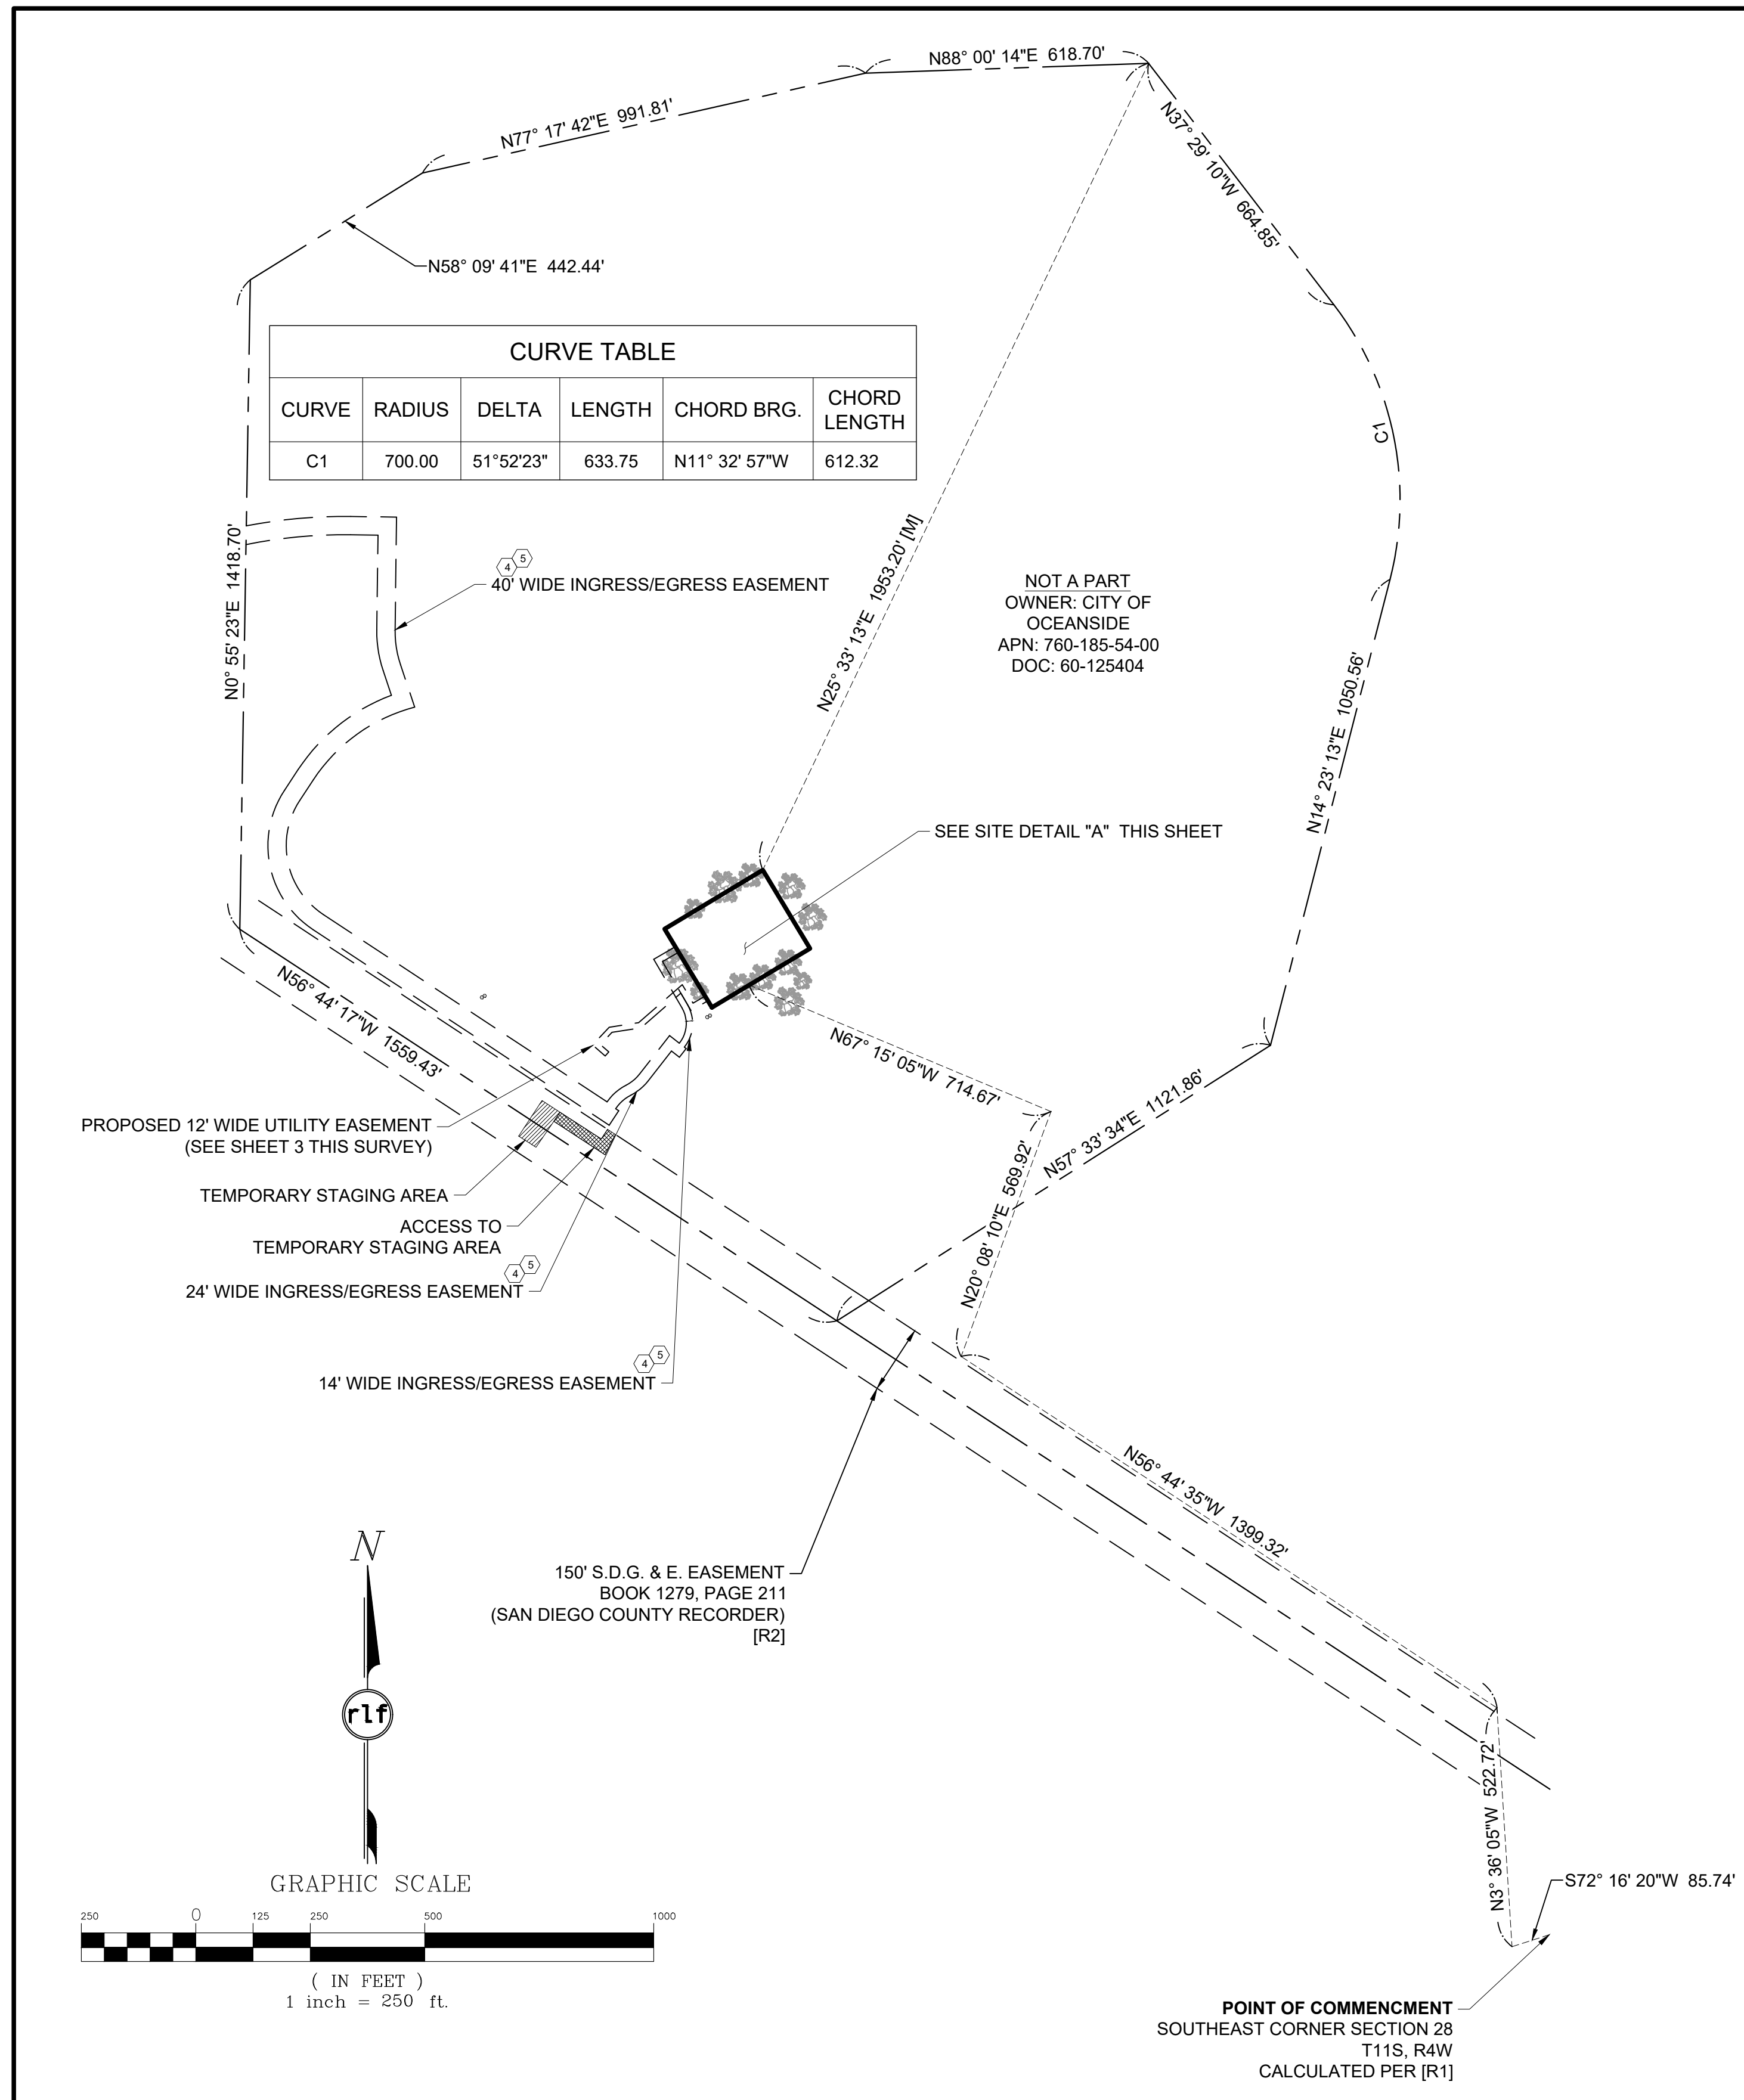 N88° 00' 14"E 618.70'
N77° 17' 42"E 991.81'
N37° 29' 10"W 664.85'
N58° 09' 41"E 442.44'
CURVE TABLE
CURVE RADIUS DELTA LENGTH CHORD BRG. CHORD LENGTH
C1 700.00 51°52'23" 633.75 N11° 32' 57"W 612.32
C1
N0° 55' 23"E 1418.70'
4 5
40' WIDE INGRESS/EGRESS EASEMENT
N25° 33' 13"E 1953.20' [M]
NOT A PART
OWNER: CITY OF
OCEANSIDE
APN: 760-185-54-00
DOC: 60-125404
N14° 23' 13"E 1050.56'
SEE SITE DETAIL "A" THIS SHEET
N56° 44' 17"W 1559.43'
N67° 15' 05"W 714.67'
N57° 33' 34"E 1121.86'
PROPOSED 12' WIDE UTILITY EASEMENT
(SEE SHEET 3 THIS SURVEY)
N20° 08' 10"E 569.92'
TEMPORARY STAGING AREA
ACCESS TO
TEMPORARY STAGING AREA
4 5
24' WIDE INGRESS/EGRESS EASEMENT
4 5
14' WIDE INGRESS/EGRESS EASEMENT
N56° 44' 35"W 1399.32'
150' S.D.G. & E. EASEMENT
BOOK 1279, PAGE 211
(SAN DIEGO COUNTY RECORDER)
[R2]
N
rlf
N3° 36' 05"W 522.72'
S72° 16' 20"W 85.74'
GRAPHIC SCALE
250 0 125 250 500 1000
( IN FEET )
1 inch = 250 ft.
POINT OF COMMENCMENT
SOUTHEAST CORNER SECTION 28
T11S, R4W
CALCULATED PER [R1]